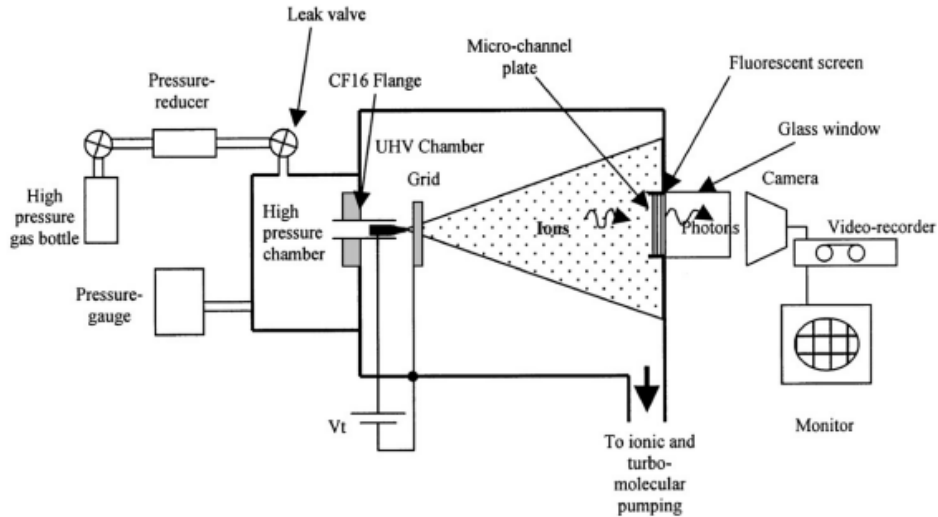 Leak valve
Micro-channel
plate
Fluorescent screen
Pressure-
reducer
CF16 Flange
Glass window
UHV Chamber
Grid
Camera
High
pressure
gas bottle
High
pressure
chamber
Ions
Photons
Video-recorder
Pressure-
gauge
Vt
Monitor
To ionic and
turbo-
molecular
pumping